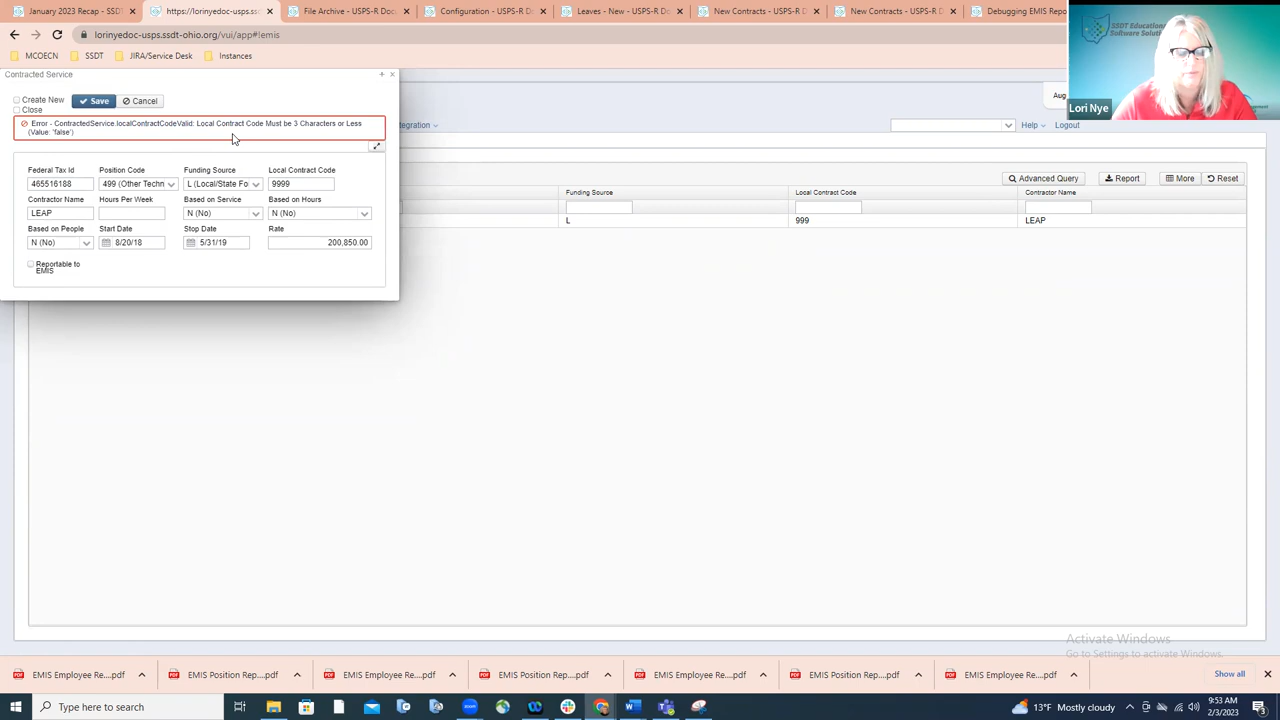 January 2023 Recap - SSDT
https://lorinyedoc-usps.ssd
File Archive - USPS-R Doc
Configuration - USPS-R Do
Leaves - New - USPS-R Do
New Contracts - USPS-R D
New Contracts - USPS-R D
Debugging EMIS Repo
lorinyedoc-usps.ssdt-ohio.org/vui/app#!emis
MCOECN SSDT JIRA/Service Desk Instances
SSDT Educational
Software Solutions
Lori Nye
Contracted Service
Create New Save Cancel
Close
Aug
ntegration
Help Logout
Error - ContractedService.localContractCodeValid: Local Contract Code Must be 3 Characters or Less
(Value: 'false')
Federal Tax Id Position Code Funding Source Local Contract Code
465516188 499 (Other Techn L (Local/State Fo 9999
Contractor Name Hours Per Week Based on Service Based on Hours
LEAP N (No) N (No)
Based on People Start Date Stop Date Rate
N (No) 8/20/18 5/31/19 200,850.00
Reportable to
EMIS
Advanced Query Report More Reset
Funding Source Local Contract Code Contractor Name
L 999 LEAP
Activate Windows
Go to Settings to activate Windows.
EMIS Employee Re....pdf EMIS Position Rep....pdf EMIS Employee Re....pdf EMIS Position Rep....pdf EMIS Employee Re....pdf EMIS Position Rep....pdf EMIS Employee Re....pdf Show all
Type here to search
13°F Mostly cloudy
9:53 AM
2/3/2023